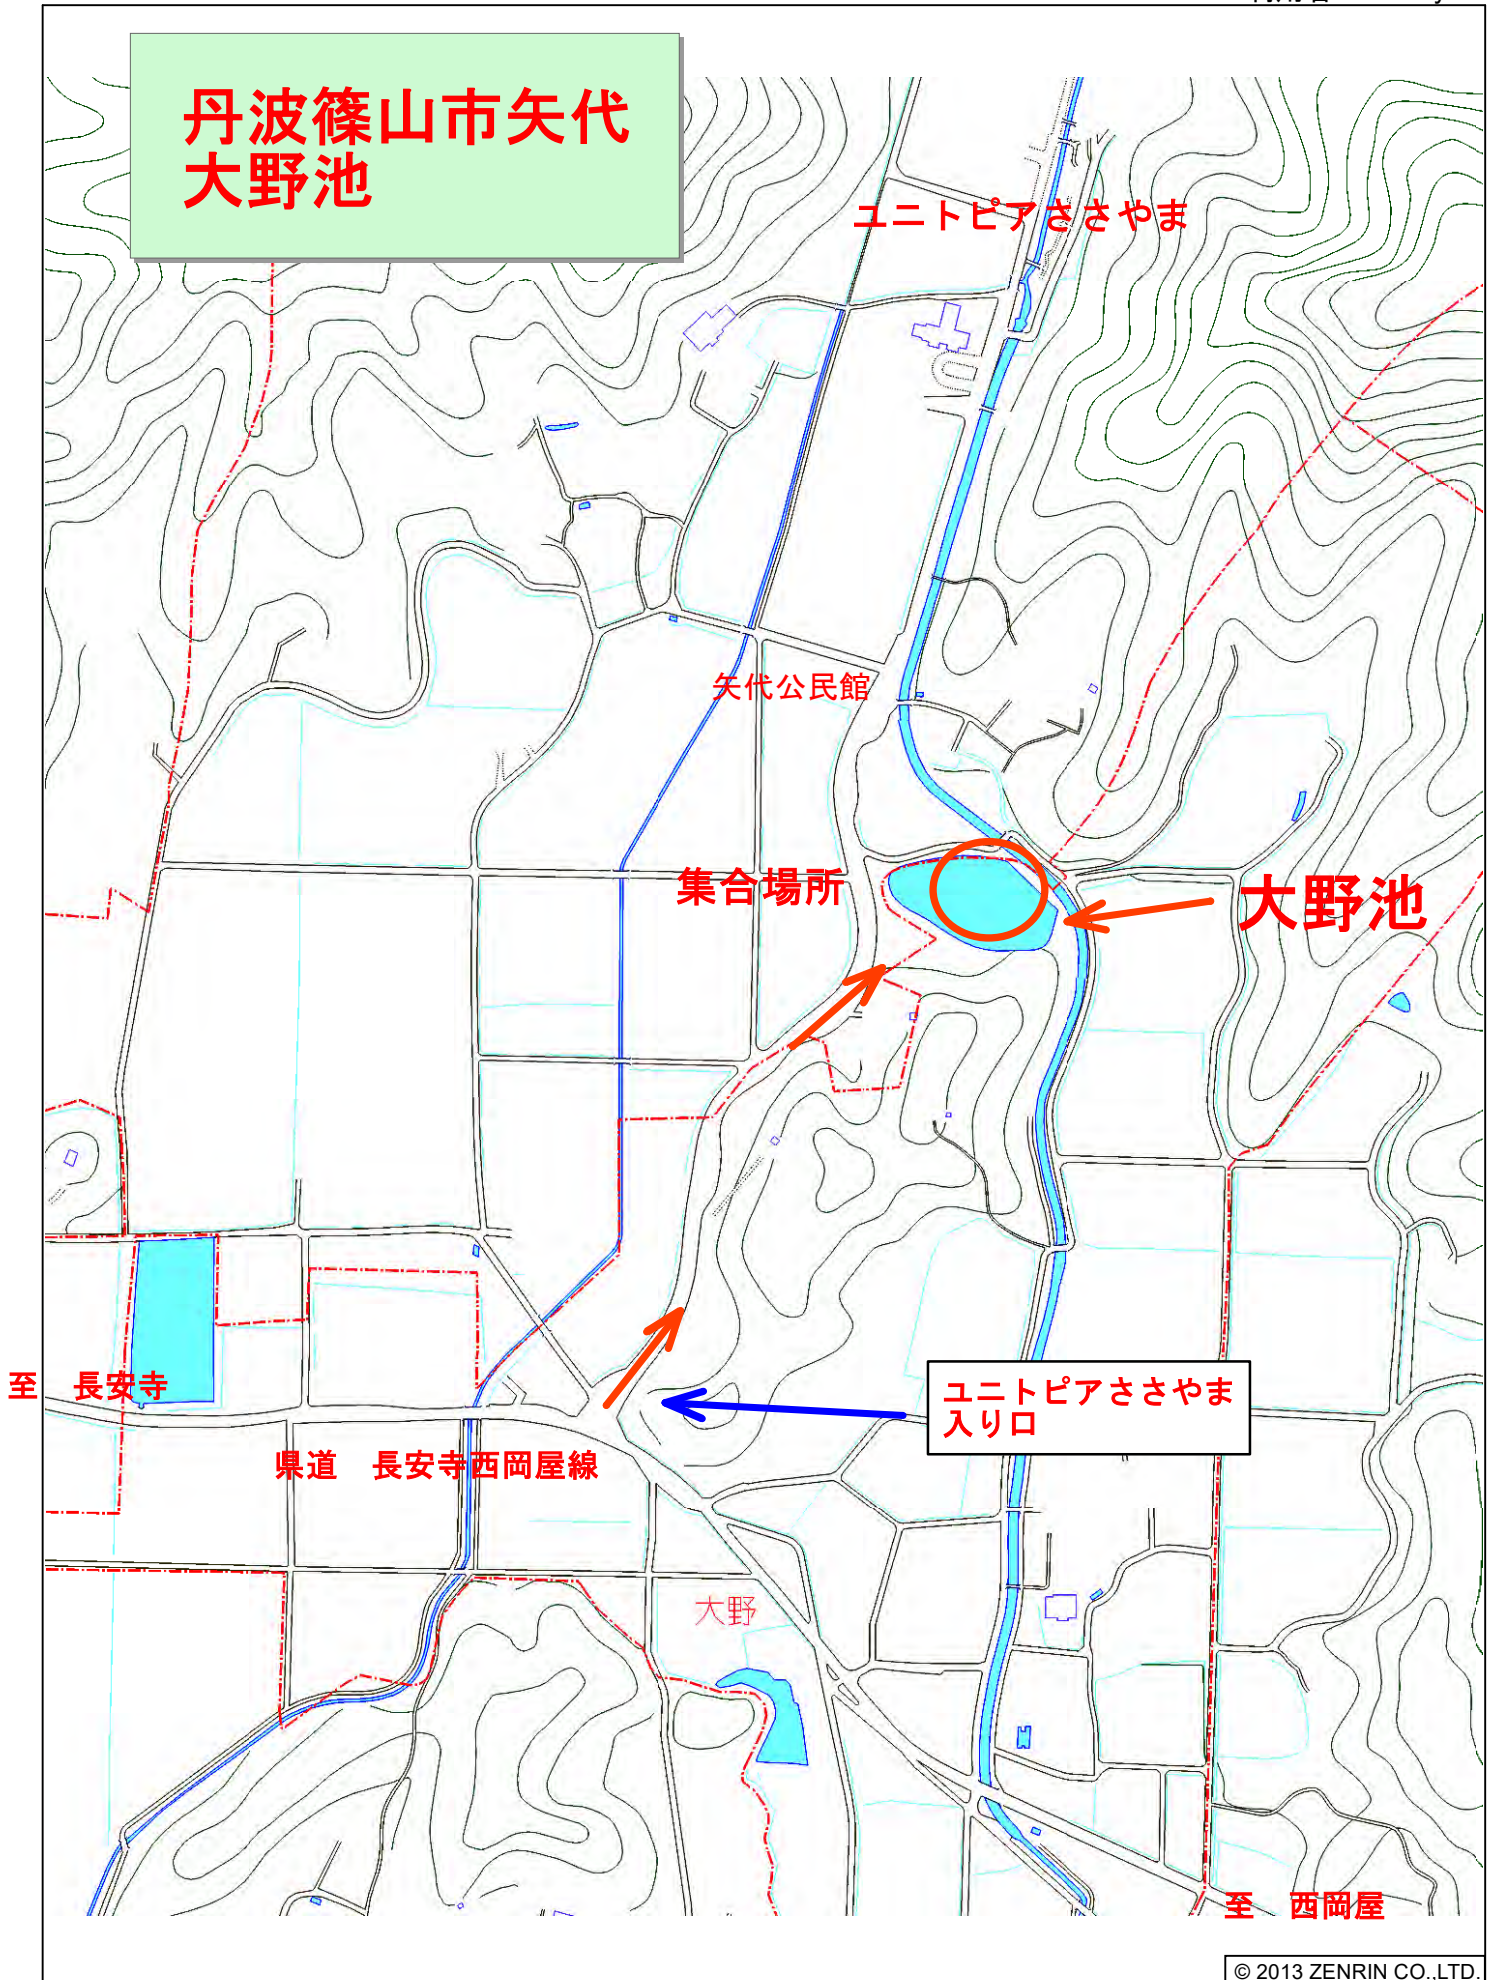 丹波篠山市矢代
大野池
ユニトピアささやま
矢代公民館
集合場所
大野池
ユニトピアささやま
入り口
至　長安寺
県道　長安寺西岡屋線
大野
至　西岡屋
© 2013 ZENRIN CO.,LTD.